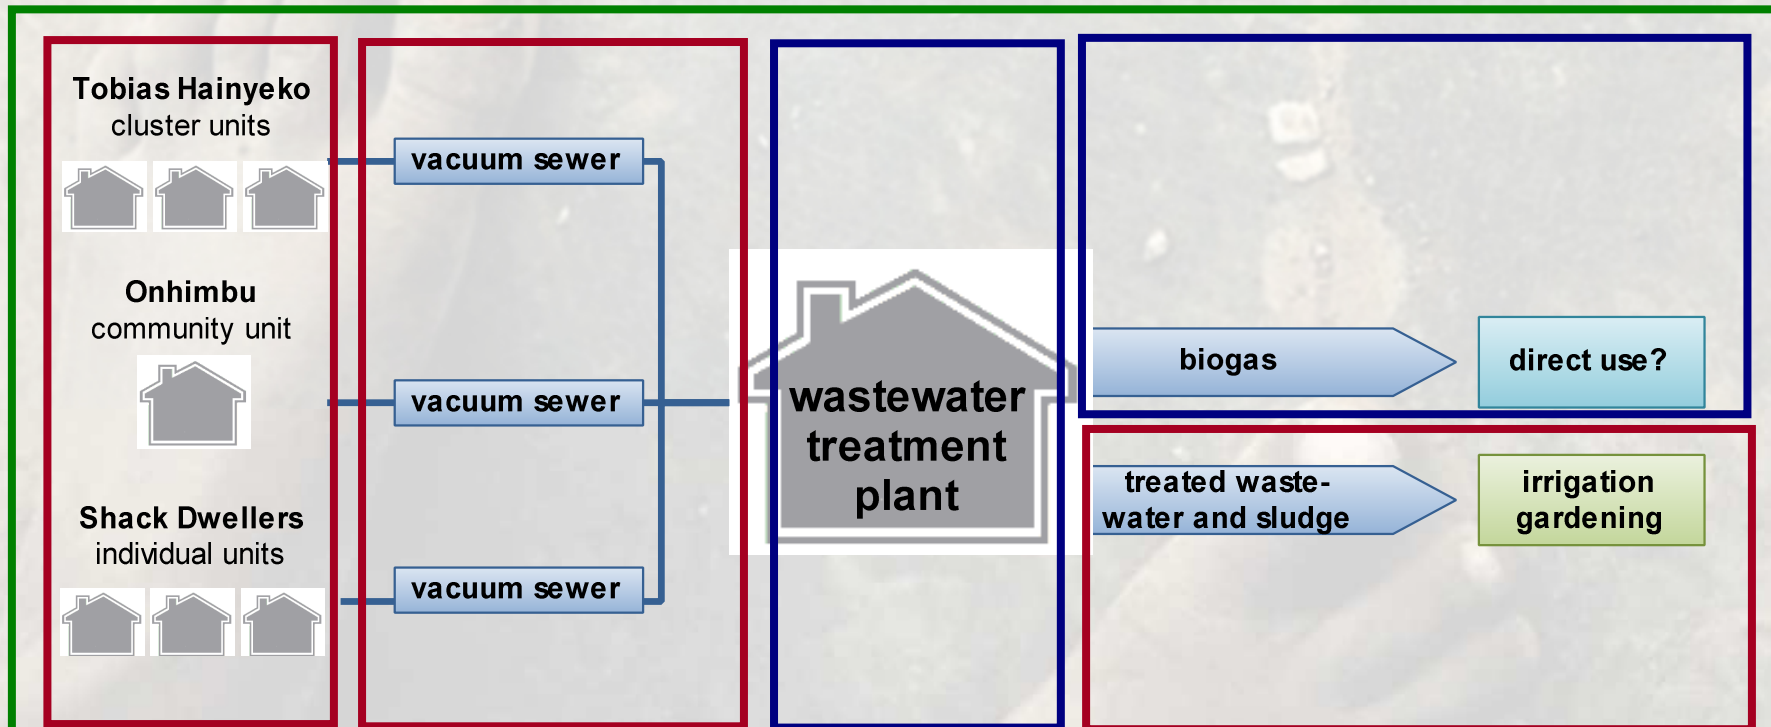 Tobias Hainyeko
cluster units
vacuum sewer
Onhimbu
community unit
vacuum sewer
Shack Dwellers
individual units
vacuum sewer
wastewater
treatment
plant
biogas
direct use?
treated waste-
water and sludge
irrigation
gardening